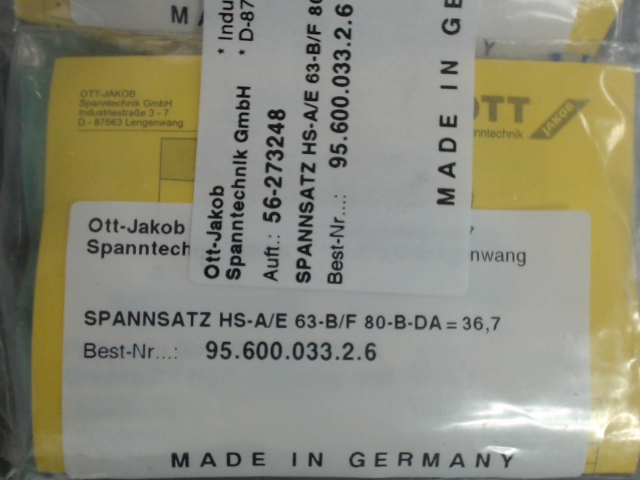 MA
OTT-JAKOB
Spanntechnik GmbH
Industriestraße 3 - 7
D - 87663 Lengenwang
OTT
JAKOB
nntechnik
Ott-Jakob
Spanntechnik GmbH
* Indu
* D-87
Auft.: 56-273248
SPANNSATZ HS-A/E 63-B/F 80
Best-Nr...: 95.600.033.2.6
MADE IN GE
Y
Ott-Jakob
Spanntech
nwang
SPANNSATZ HS-A/E 63-B/F 80-B-DA = 36,7
Best-Nr...: 95.600.033.2.6
MADE IN GERMANY